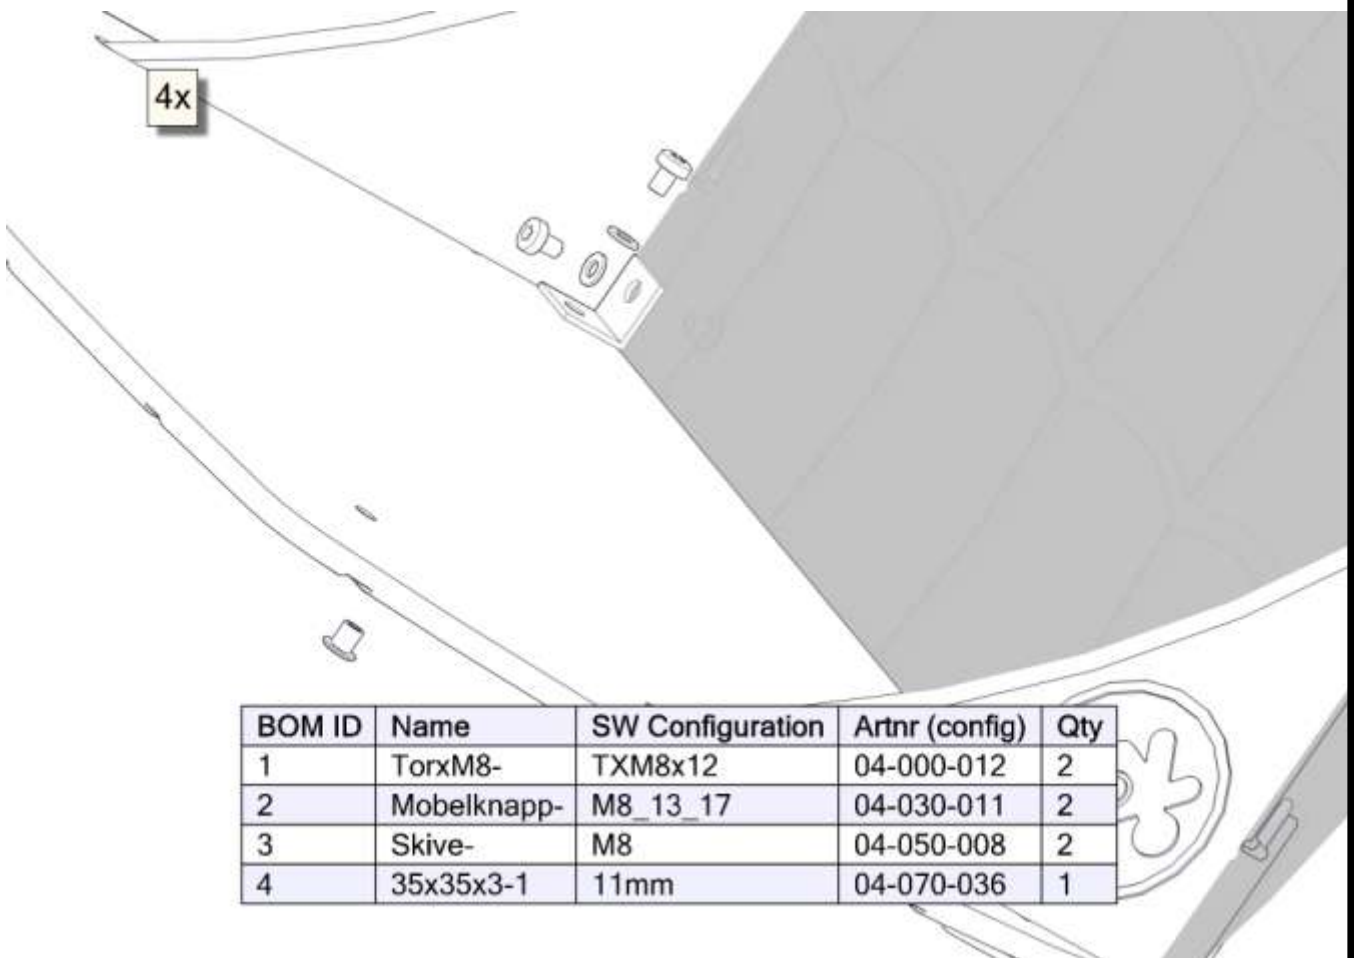 4x
BOM ID Name SW Configuration Artnr (config) Qty
1 TorxM8- TXM8x12 04-000-012 2
2 Mobelknapp- M8_13_17 04-030-011 2
3 Skive- M8 04-050-008 2
4 35x35x3-1 11mm 04-070-036 1